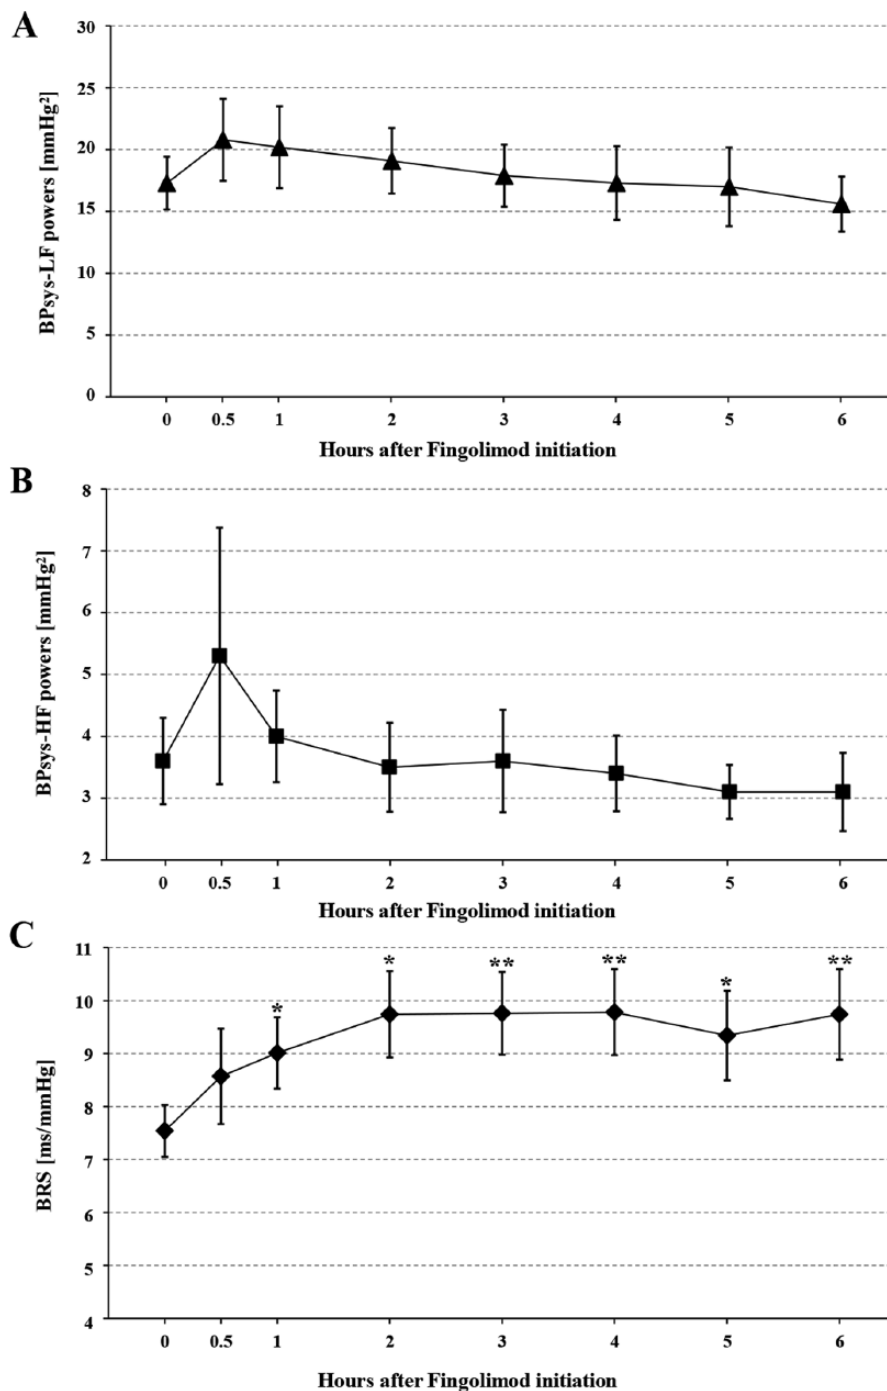 A
BPsys-LF powers [mmHg²]
30
25
20
15
10
5
0
0 0.5 1 2 3 4 5 6
Hours after Fingolimod initiation
B
BPsys-HF powers [mmHg²]
8
7
6
5
4
3
2
0 0.5 1 2 3 4 5 6
Hours after Fingolimod initiation
C
BRS [ms/mmHg]
11
10
9
8
7
6
5
4
* * ** ** * **
0 0.5 1 2 3 4 5 6
Hours after Fingolimod initiation